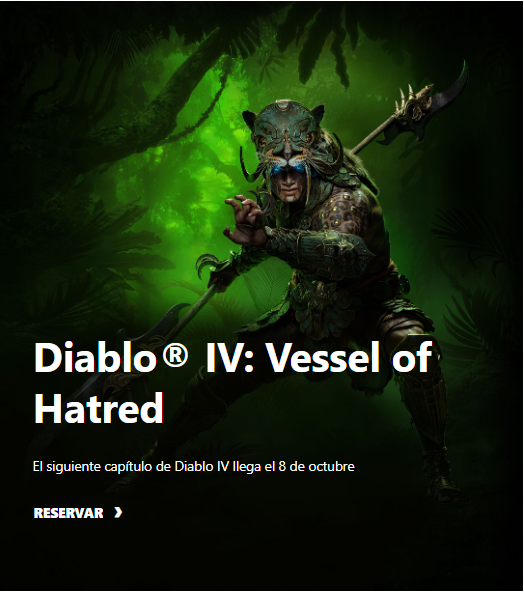 Diablo® IV: Vessel of
Hatred
El siguiente capítulo de Diablo IV llega el 8 de octubre
RESERVAR ❯